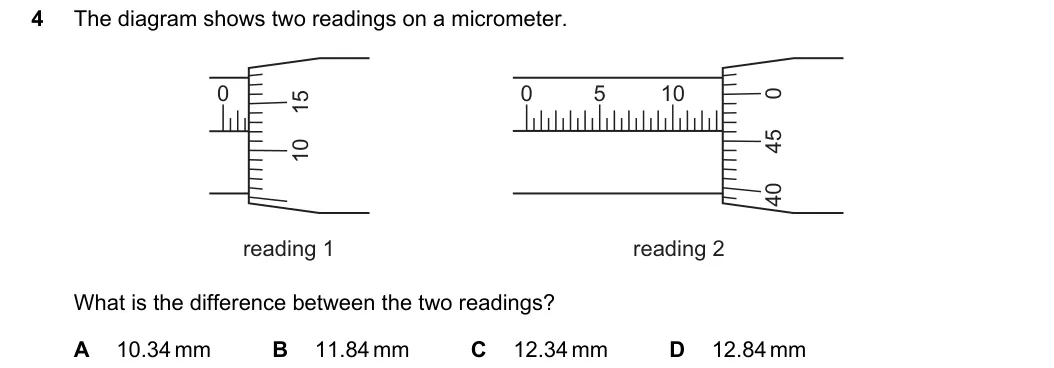 4 The diagram shows two readings on a micrometer.
0
15
10
reading 1
0 5 10
0
45
40
reading 2
What is the difference between the two readings?
A 10.34 mm B 11.84 mm C 12.34 mm D 12.84 mm